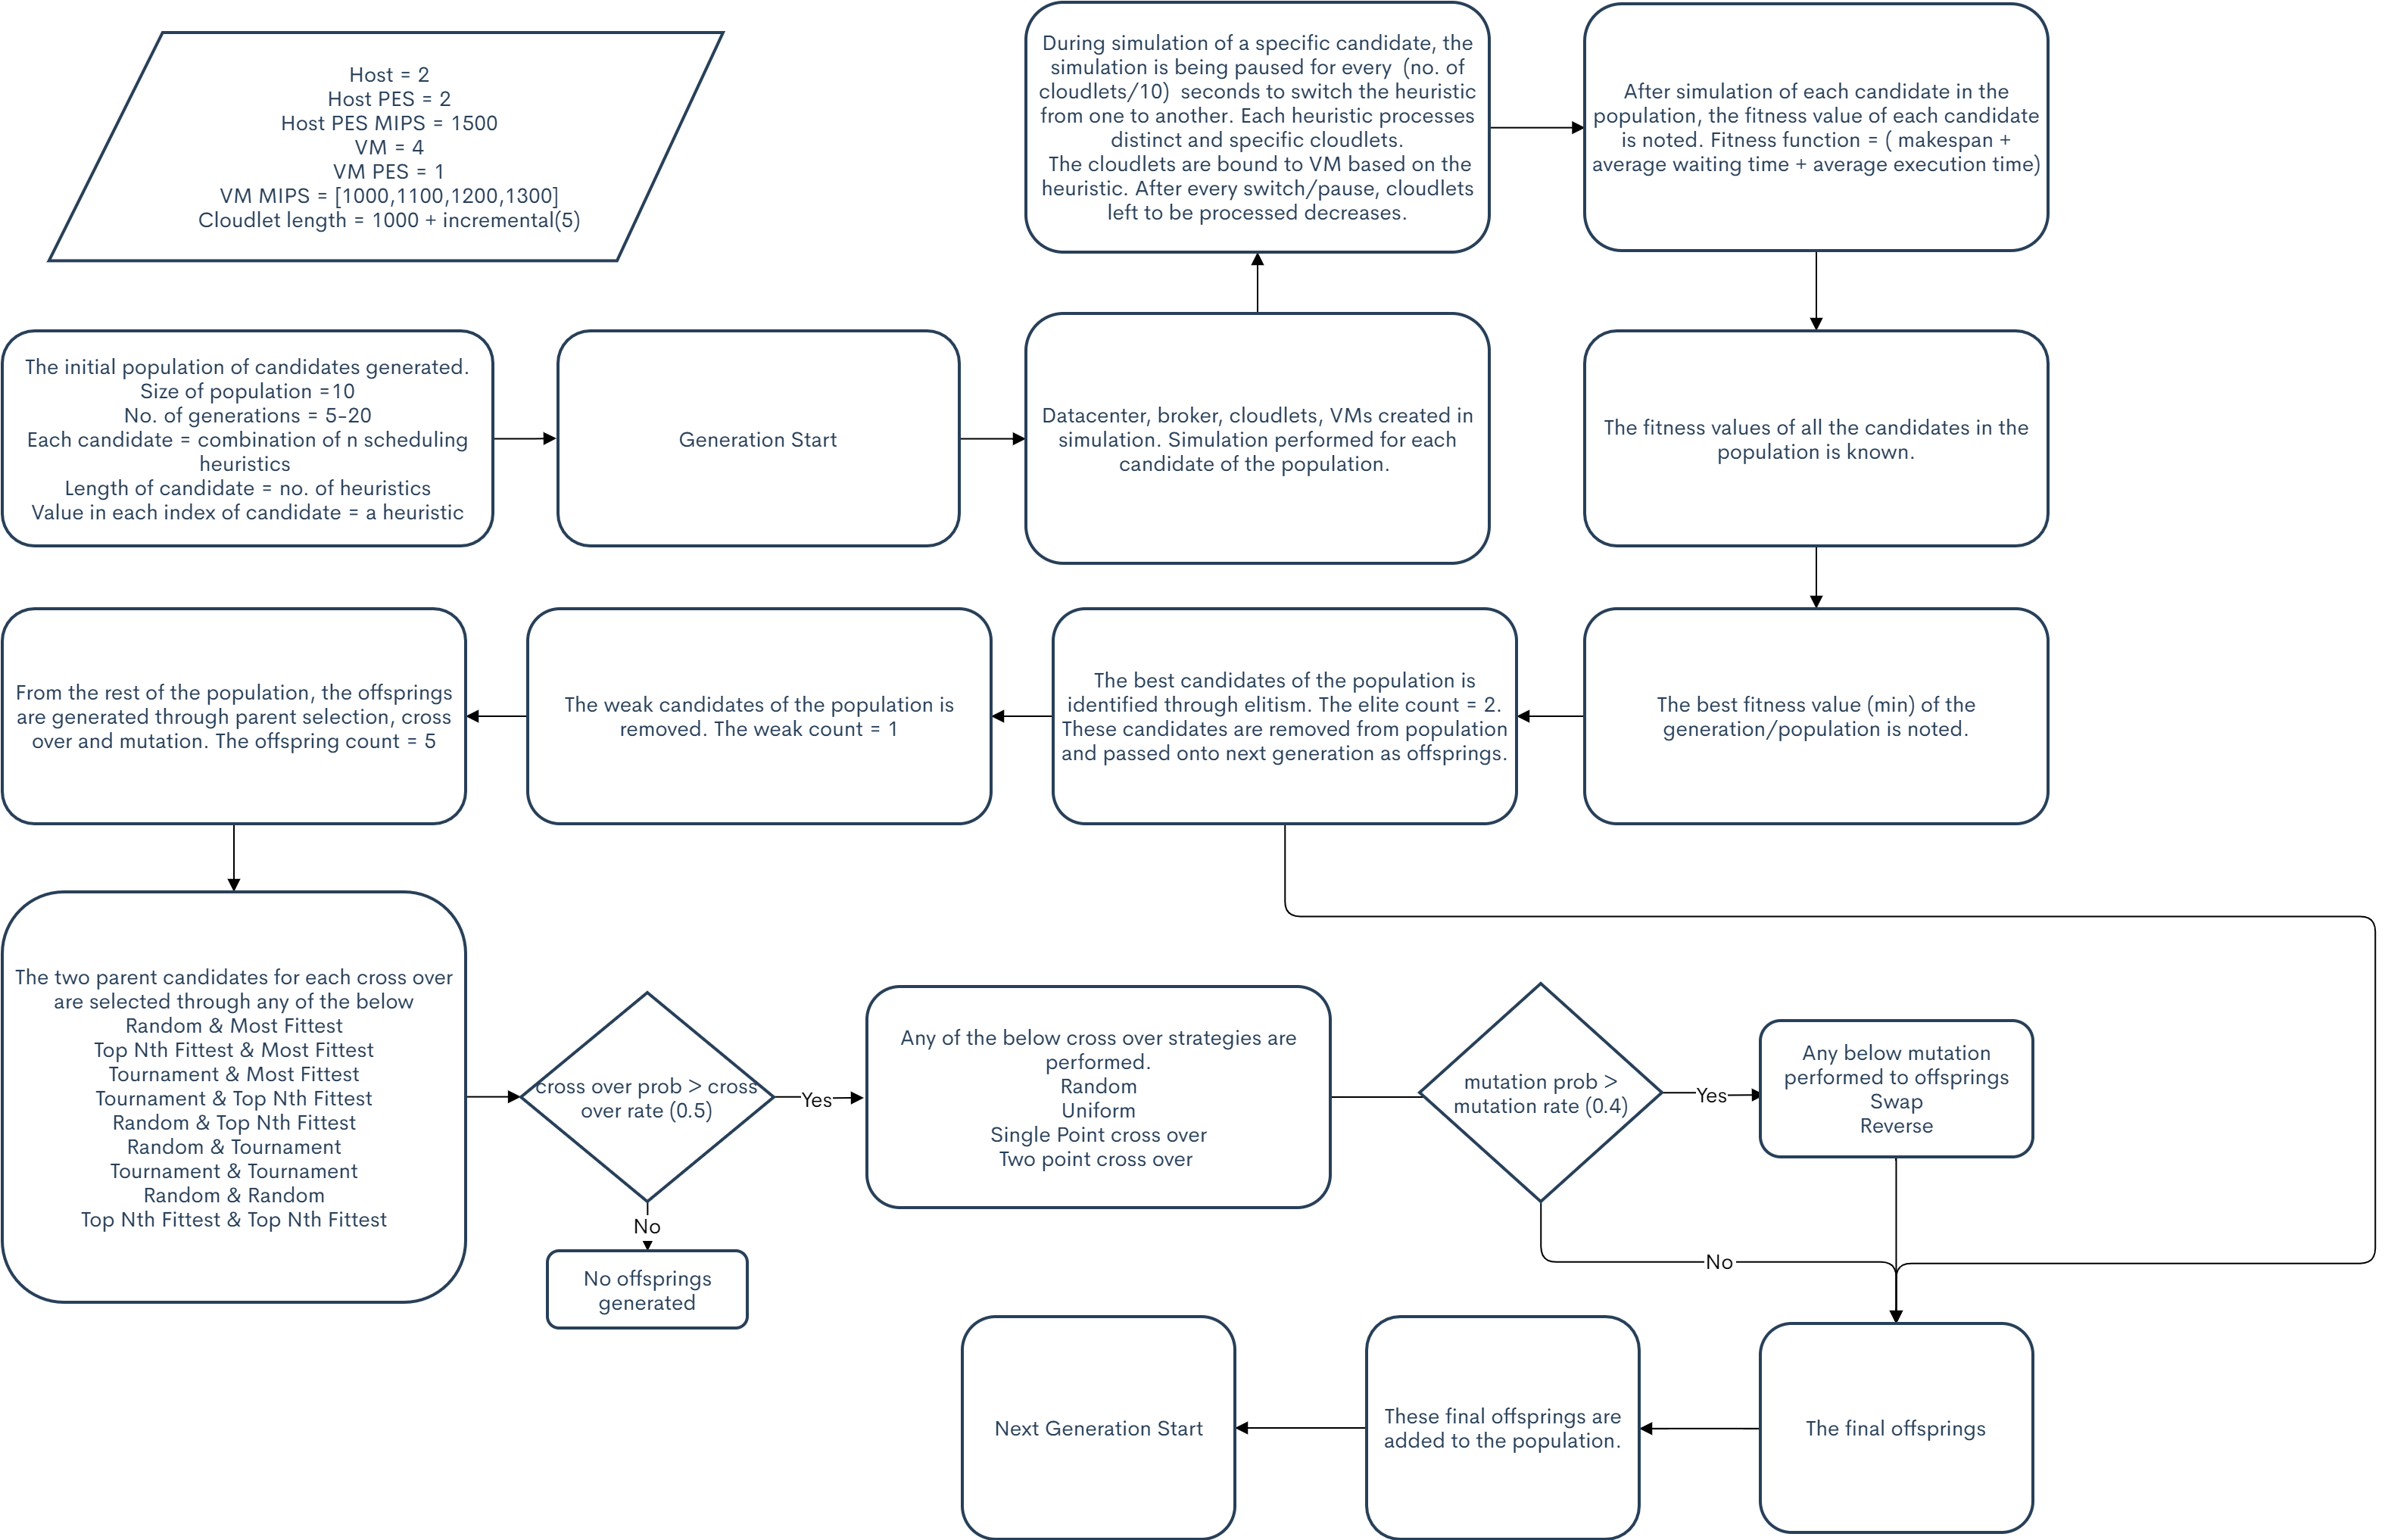 Host = 2
Host PES = 2
Host PES MIPS = 1500
VM = 4
VM PES = 1
VM MIPS = [1000,1100,1200,1300]
Cloudlet length = 1000 + incremental(5)
The initial population of candidates generated.
Size of population =10
No. of generations = 5-20
Each candidate = combination of n scheduling
heuristics
Length of candidate = no. of heuristics
Value in each index of candidate = a heuristic
Generation Start
Datacenter, broker, cloudlets, VMs created in
simulation. Simulation performed for each
candidate of the population.
During simulation of a specific candidate, the
simulation is being paused for every (no. of
cloudlets/10) seconds to switch the heuristic
from one to another. Each heuristic processes
distinct and specific cloudlets.
The cloudlets are bound to VM based on the
heuristic. After every switch/pause, cloudlets
left to be processed decreases.
After simulation of each candidate in the
population, the fitness value of each candidate
is noted. Fitness function = ( makespan +
average waiting time + average execution time)
The fitness values of all the candidates in the
population is known.
The best fitness value (min) of the
generation/population is noted.
The best candidates of the population is
identified through elitism. The elite count = 2.
These candidates are removed from population
and passed onto next generation as offsprings.
The weak candidates of the population is
removed. The weak count = 1
From the rest of the population, the offsprings
are generated through parent selection, cross
over and mutation. The offspring count = 5
The two parent candidates for each cross over
are selected through any of the below
Random & Most Fittest
Top Nth Fittest & Most Fittest
Tournament & Most Fittest
Tournament & Top Nth Fittest
Random & Top Nth Fittest
Random & Tournament
Tournament & Tournament
Random & Random
Top Nth Fittest & Top Nth Fittest
cross over prob > cross
over rate (0.5)
Yes
No
No offsprings
generated
Any of the below cross over strategies are
performed.
Random
Uniform
Single Point cross over
Two point cross over
mutation prob >
mutation rate (0.4)
Yes
No
Any below mutation
performed to offsprings
Swap
Reverse
The final offsprings
These final offsprings are
added to the population.
Next Generation Start